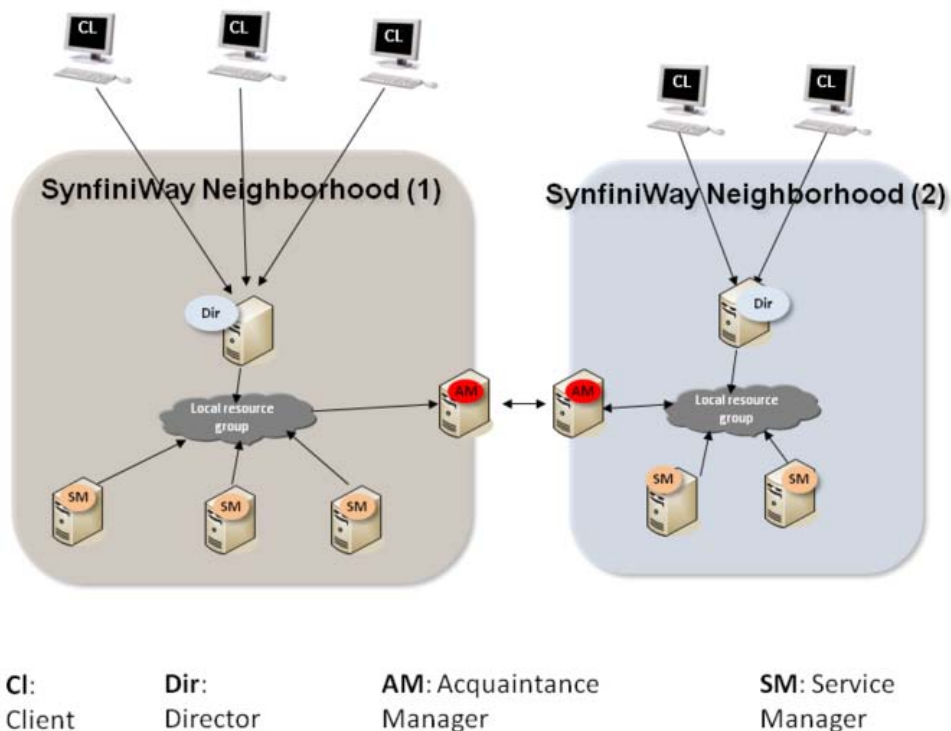 CL
CL
CL
CL
CL
SynfiniWay Neighborhood (1)
SynfiniWay Neighborhood (2)
Dir
Dir
AM
AM
Local resource
group
Local resource
group
SM
SM
SM
SM
SM
Cl:
Client
Dir:
Director
AM: Acquaintance
Manager
SM: Service
Manager